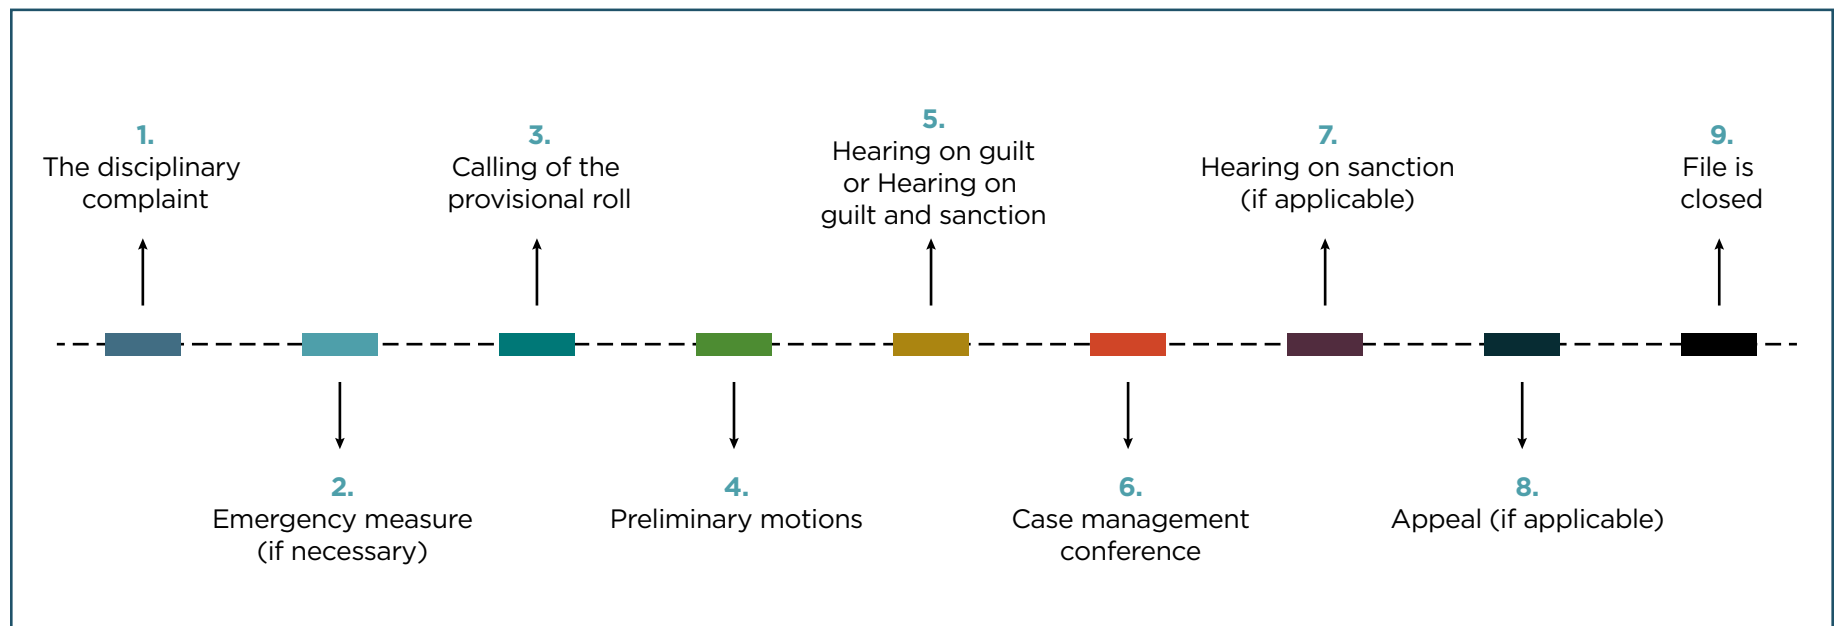 1.
The disciplinary
complaint
2.
Emergency measure
(if necessary)
3.
Calling of the
provisional roll
4.
Preliminary motions
5.
Hearing on guilt
or Hearing on
guilt and sanction
6.
Case management
conference
7.
Hearing on sanction
(if applicable)
8.
Appeal (if applicable)
9.
File is
closed